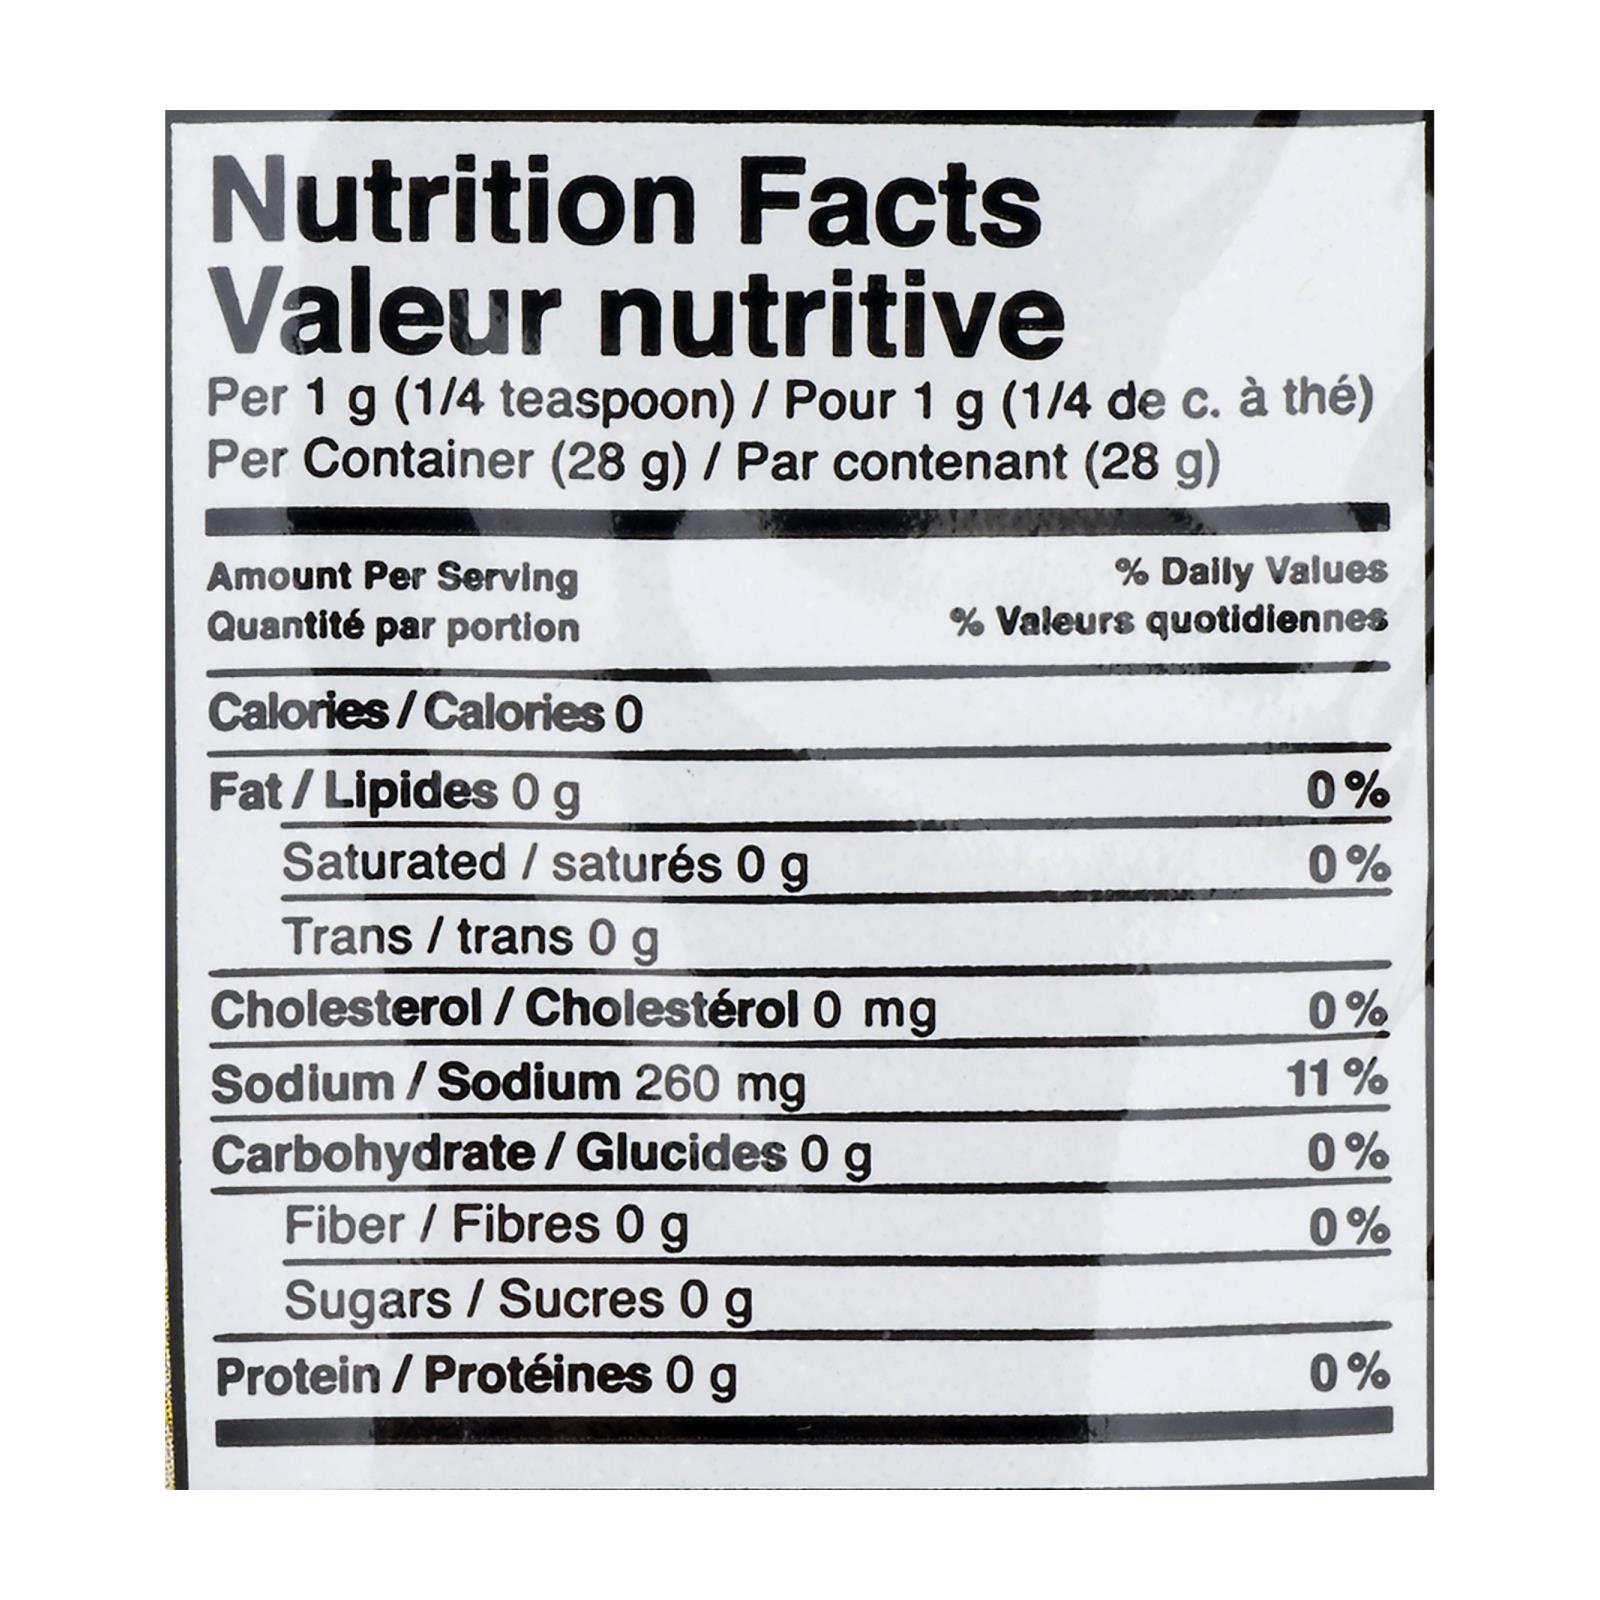 Nutrition Facts
Valeur nutritive
Per 1 g (1/4 teaspoon) / Pour 1 g (1/4 de c. à thé)
Per Container (28 g) / Par contenant (28 g)
Amount Per Serving % Daily Values
Quantité par portion % Valeurs quotidiennes
Calories / Calories 0
Fat / Lipides 0 g 0 %
Saturated / saturés 0 g 0 %
Trans / trans 0 g
Cholesterol / Cholestérol 0 mg 0 %
Sodium / Sodium 260 mg 11 %
Carbohydrate / Glucides 0 g 0 %
Fiber / Fibres 0 g 0 %
Sugars / Sucres 0 g
Protein / Protéines 0 g 0 %